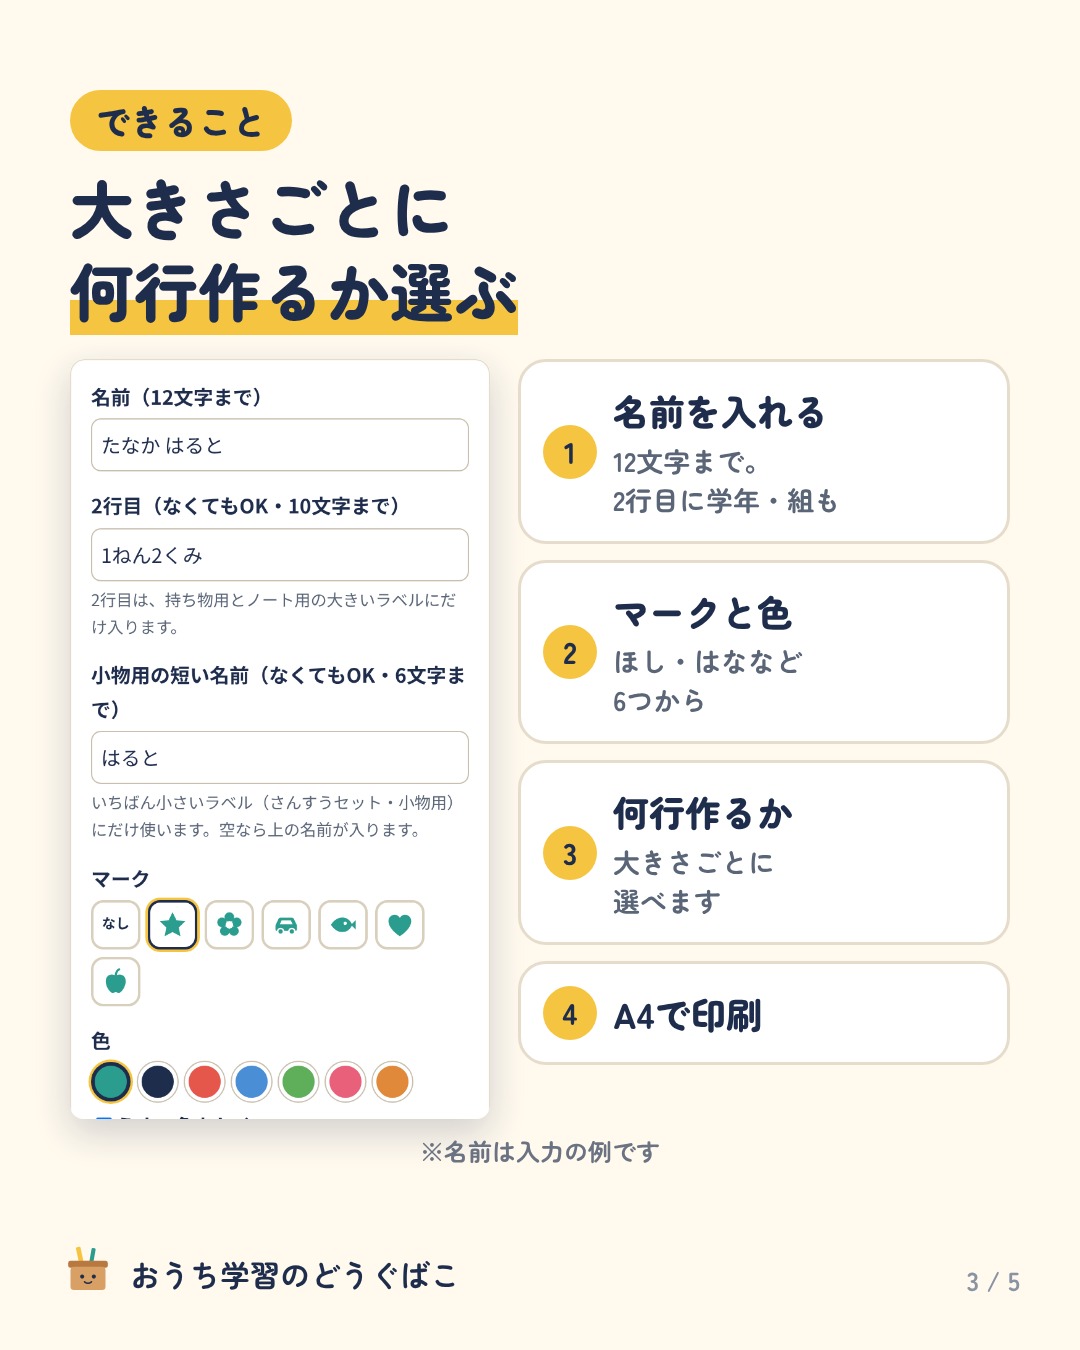 できること
大きさごとに
何行作るか選ぶ
名前（12文字まで）
たなか はると
2行目（なくてもOK・10文字まで）
1ねん2くみ
2行目は、持ち物用とノート用の大きいラベルにだ
け入ります。
小物用の短い名前（なくてもOK・6文字ま
で）
はると
いちばん小さいラベル（さんすうセット・小物用）
にだけ使います。空なら上の名前が入ります。
マーク
なし
色
1
名前を入れる
12文字まで。
2行目に学年・組も
2
マークと色
ほし・はななど
6つから
3
何行作るか
大きさごとに
選べます
4
A4で印刷
※名前は入力の例です
おうち学習のどうぐばこ
3 / 5